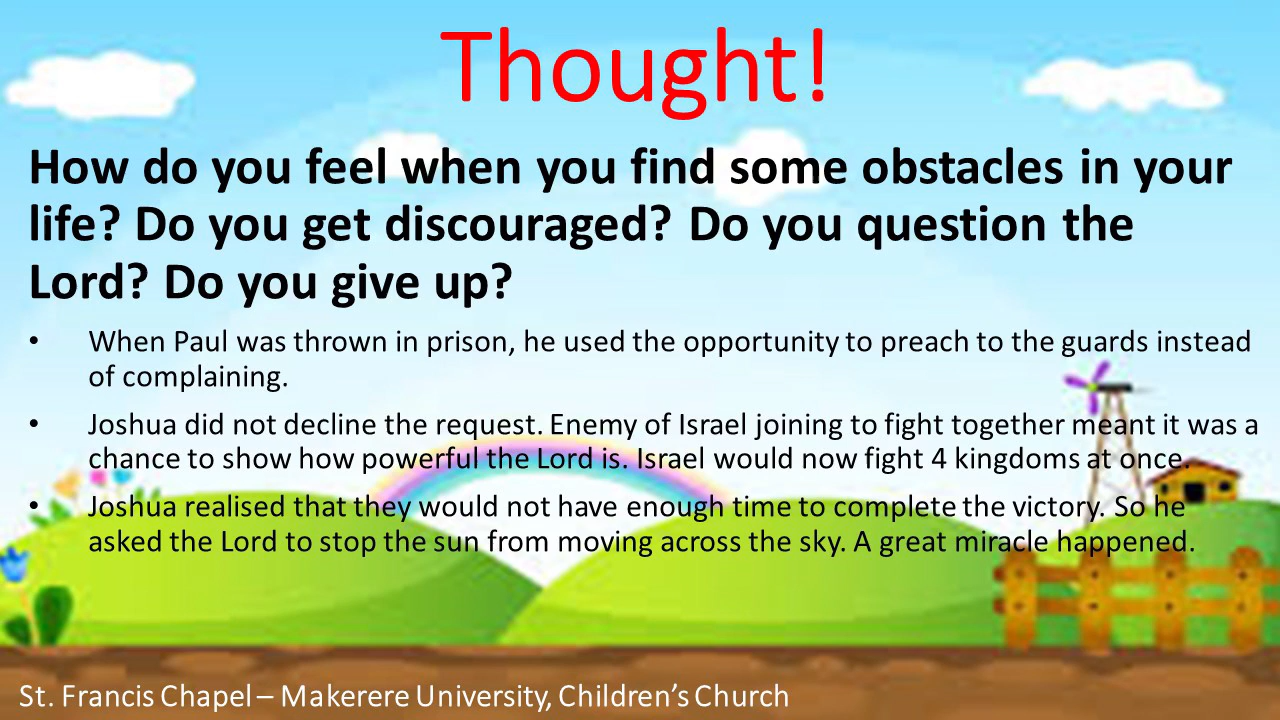 Thought!
How do you feel when you find some obstacles in your
life? Do you get discouraged? Do you question the
Lord? Do you give up?
• When Paul was thrown in prison, he used the opportunity to preach to the guards instead
of complaining.
• Joshua did not decline the request. Enemy of Israel joining to fight together meant it was a
chance to show how powerful the Lord is. Israel would now fight 4 kingdoms at once.
• Joshua realised that they would not have enough time to complete the victory. So he
asked the Lord to stop the sun from moving across the sky. A great miracle happened.
St. Francis Chapel – Makerere University, Children’s Church